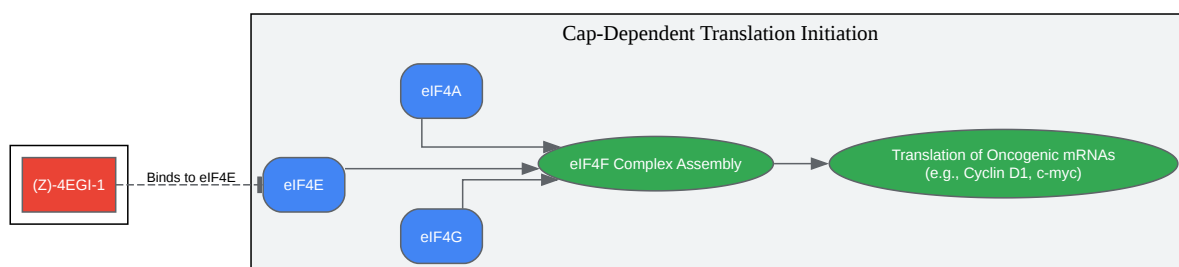 Cap-Dependent Translation Initiation
eIF4A
(Z)-4EGI-1
Binds to eIF4E
eIF4E
eIF4F Complex Assembly
Translation of Oncogenic mRNAs
(e.g., Cyclin D1, c-myc)
eIF4G